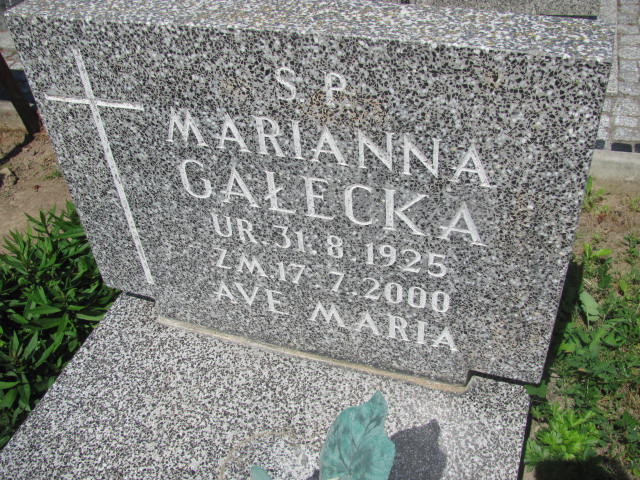 Ś. P.
MARIANNA
GAŁECKA
UR. 31. 8. 1925
ZM. 17. 7. 2000
AVE MARIA